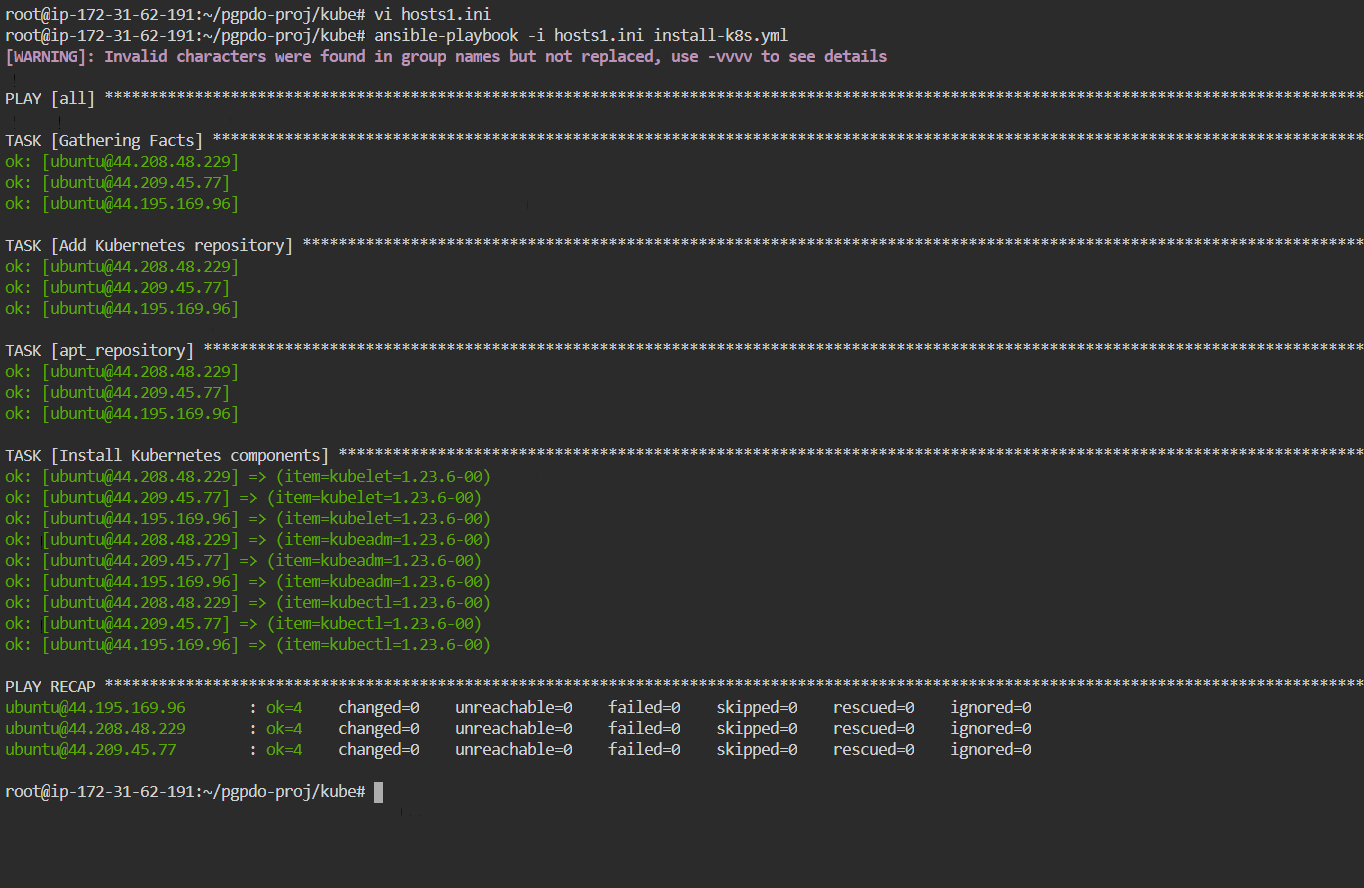 root@ip-172-31-62-191:~/pgpdo-proj/kube# vi hosts1.ini
root@ip-172-31-62-191:~/pgpdo-proj/kube# ansible-playbook -i hosts1.ini install-k8s.yml
[WARNING]: Invalid characters were found in group names but not replaced, use -vvvv to see details
PLAY [all] ********************************************************************************************************************************************
TASK [Gathering Facts] ********************************************************************************************************************************
ok: [ubuntu@44.208.48.229]
ok: [ubuntu@44.209.45.77]
ok: [ubuntu@44.195.169.96]
TASK [Add Kubernetes repository] **********************************************************************************************************************
ok: [ubuntu@44.208.48.229]
ok: [ubuntu@44.209.45.77]
ok: [ubuntu@44.195.169.96]
TASK [apt_repository] *********************************************************************************************************************************
ok: [ubuntu@44.208.48.229]
ok: [ubuntu@44.209.45.77]
ok: [ubuntu@44.195.169.96]
TASK [Install Kubernetes components] ******************************************************************************************************************
ok: [ubuntu@44.208.48.229] => (item=kubelet=1.23.6-00)
ok: [ubuntu@44.209.45.77] => (item=kubelet=1.23.6-00)
ok: [ubuntu@44.195.169.96] => (item=kubelet=1.23.6-00)
ok: [ubuntu@44.208.48.229] => (item=kubeadm=1.23.6-00)
ok: [ubuntu@44.209.45.77] => (item=kubeadm=1.23.6-00)
ok: [ubuntu@44.195.169.96] => (item=kubeadm=1.23.6-00)
ok: [ubuntu@44.208.48.229] => (item=kubectl=1.23.6-00)
ok: [ubuntu@44.209.45.77] => (item=kubectl=1.23.6-00)
ok: [ubuntu@44.195.169.96] => (item=kubectl=1.23.6-00)
PLAY RECAP ********************************************************************************************************************************************
ubuntu@44.195.169.96       : ok=4    changed=0    unreachable=0    failed=0    skipped=0    rescued=0    ignored=0
ubuntu@44.208.48.229       : ok=4    changed=0    unreachable=0    failed=0    skipped=0    rescued=0    ignored=0
ubuntu@44.209.45.77        : ok=4    changed=0    unreachable=0    failed=0    skipped=0    rescued=0    ignored=0
root@ip-172-31-62-191:~/pgpdo-proj/kube#